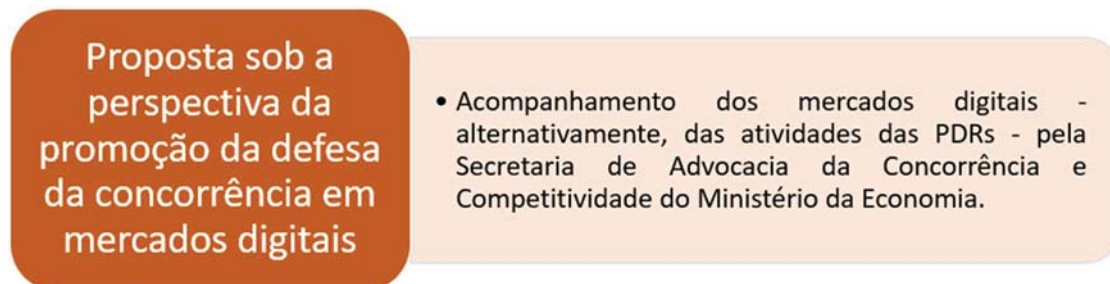 Proposta sob a
perspectiva da
promoção da defesa
da concorrência em
mercados digitais
• Acompanhamento dos mercados digitais -
alternativamente, das atividades das PDRs - pela
Secretaria de Advocacia da Concorrência e
Competitividade do Ministério da Economia.